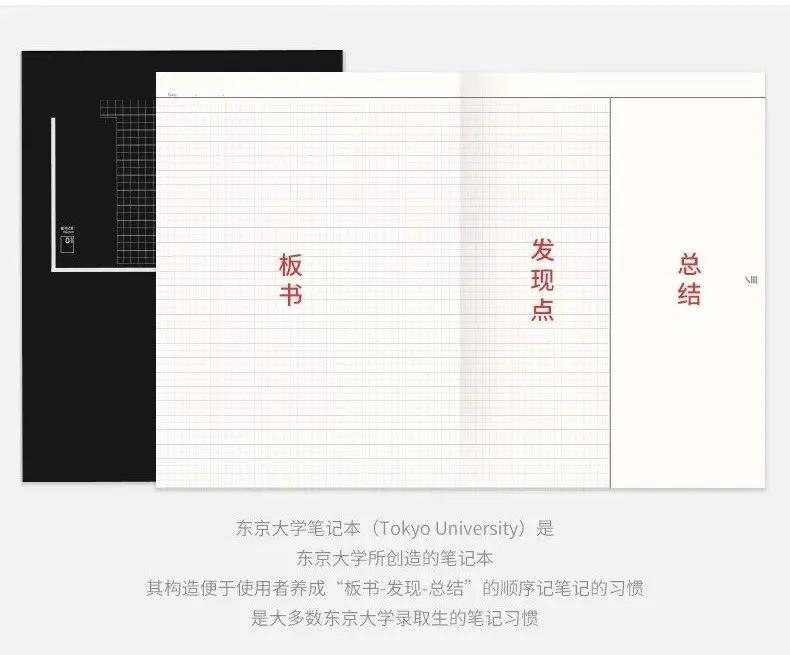 01
板书
发现点
总结
东京大学笔记本（Tokyo University）是
东京大学所创造的笔记本
其构造便于使用者养成“板书-发现-总结”的顺序记笔记的习惯
是大多数东京大学录取生的笔记习惯